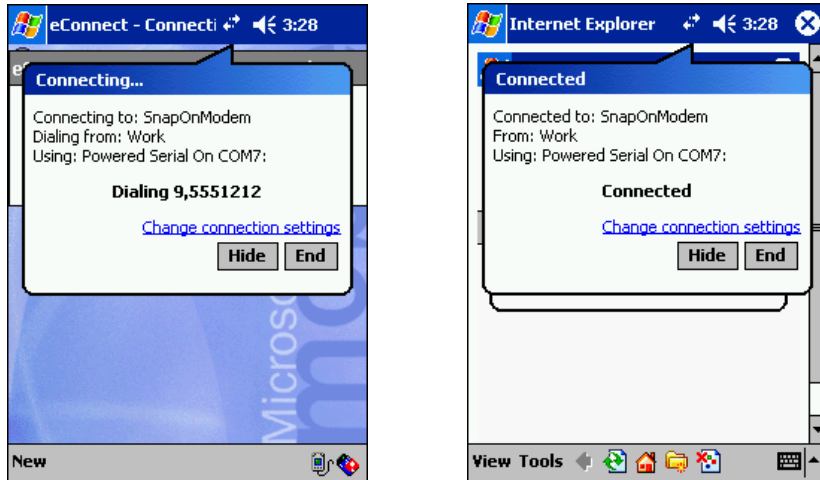 eConnect - Connecti 3:28
Connecting...
Connecting to: SnapOnModem
Dialing from: Work
Using: Powered Serial On COM7:
Dialing 9,5551212
Change connection settings
Hide End
Microso
New
Internet Explorer 3:28
Connected
Connected to: SnapOnModem
From: Work
Using: Powered Serial On COM7:
Connected
Change connection settings
Hide End
View Tools